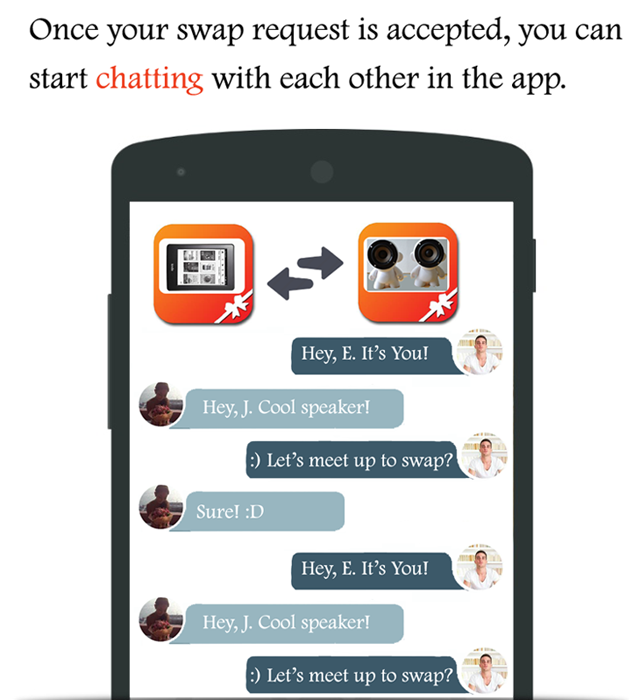 Once your swap request is accepted, you can
start chatting with each other in the app.
Hey, E. It's You!
Hey, J. Cool speaker!
:) Let's meet up to swap?
Sure! :D
Hey, E. It's You!
Hey, J. Cool speaker!
:) Let's meet up to swap?